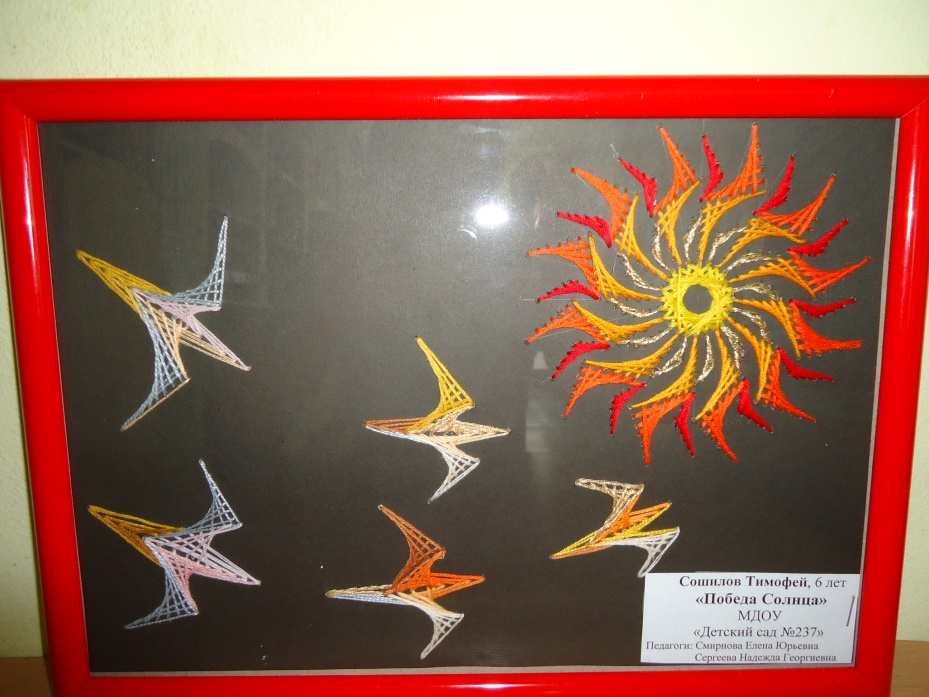 Сошилов Тимофей, 6 лет
«Победа Солнца»
МДОУ
«Детский сад №237»
Педагоги: Смирнова Елена Юрьевна
Сергеева Надежда Георгиевна